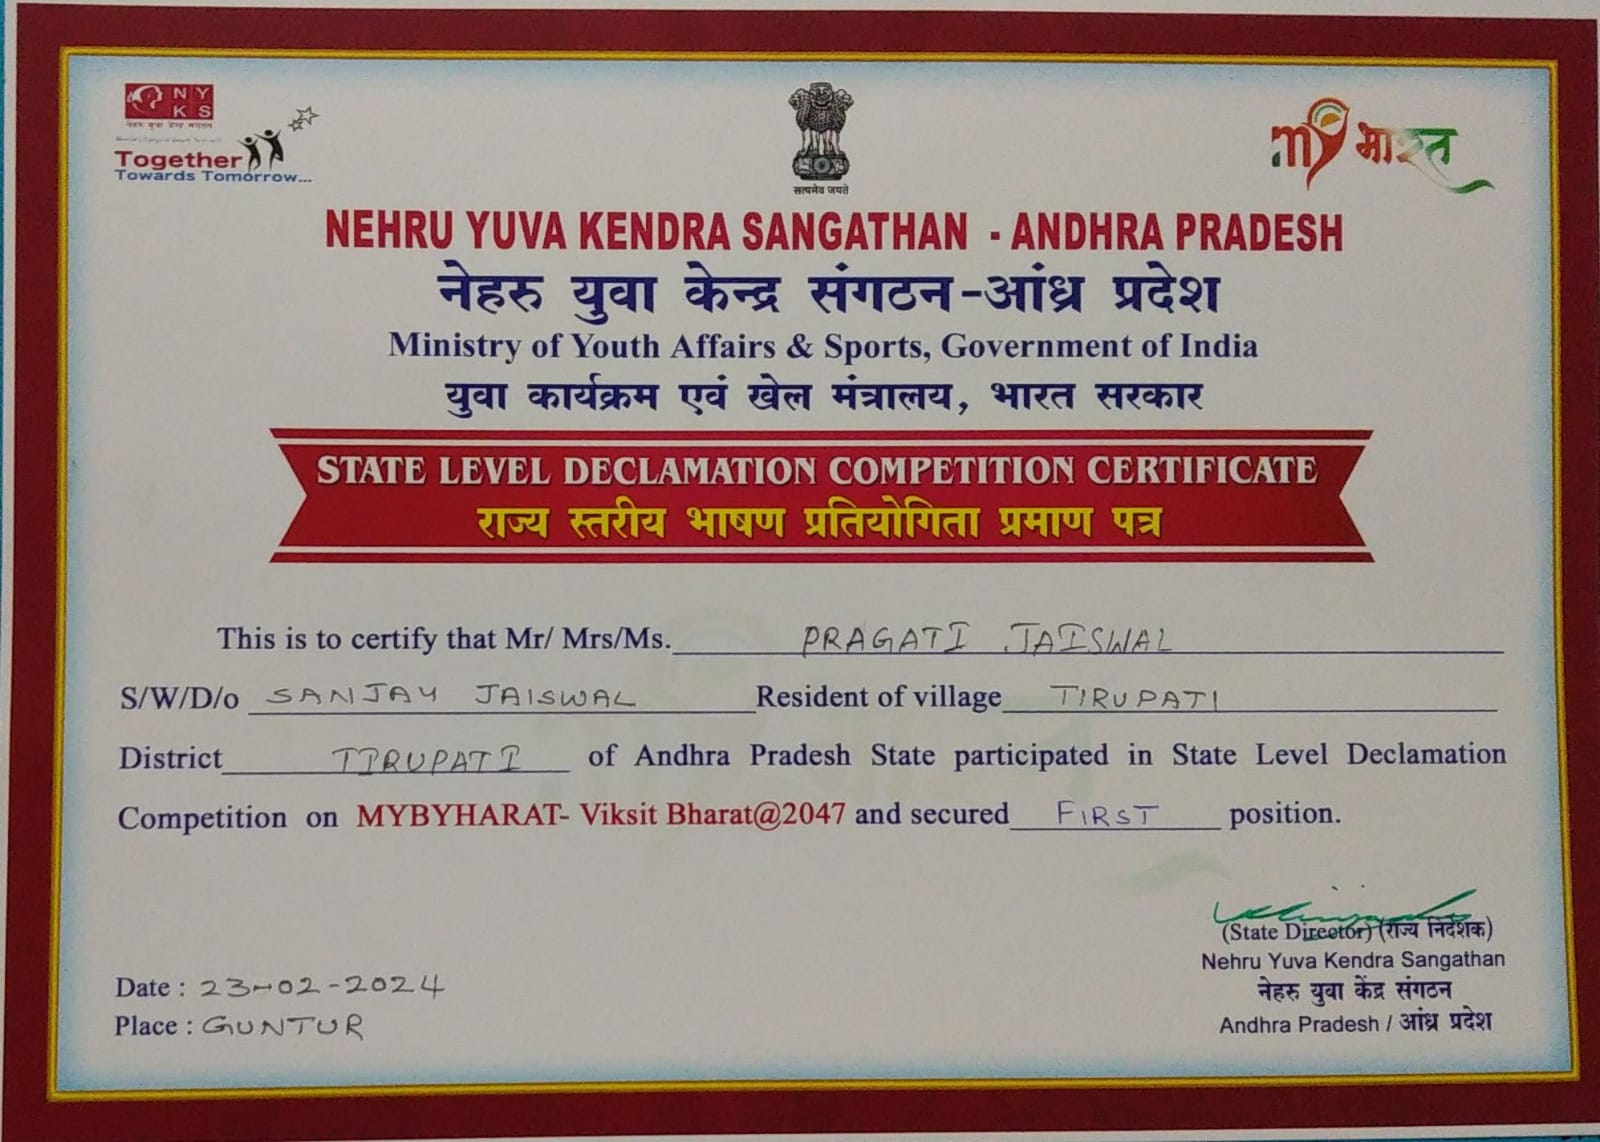 N Y
K S
नेहरू युवा केन्द्र संगठन
Together
Towards Tomorrow...
सत्यमेव जयते
my भारत
NEHRU YUVA KENDRA SANGATHAN - ANDHRA PRADESH
नेहरु युवा केन्द्र संगठन-आंध्र प्रदेश
Ministry of Youth Affairs & Sports, Government of India
युवा कार्यक्रम एवं खेल मंत्रालय, भारत सरकार
STATE LEVEL DECLAMATION COMPETITION CERTIFICATE
राज्य स्तरीय भाषण प्रतियोगिता प्रमाण पत्र
This is to certify that Mr/ Mrs/Ms. PRAGATI JAISWAL
S/W/D/o SANJAY JAISWAL Resident of village TIRUPATI
District TIRUPATI of Andhra Pradesh State participated in State Level Declamation
Competition on MYBYHARAT- Viksit Bharat@2047 and secured FIRST position.
(State Director) (राज्य निर्देशक)
Nehru Yuva Kendra Sangathan
नेहरु युवा केंद्र संगठन
Andhra Pradesh / आंध्र प्रदेश
Date : 23-02-2024
Place : GUNTUR